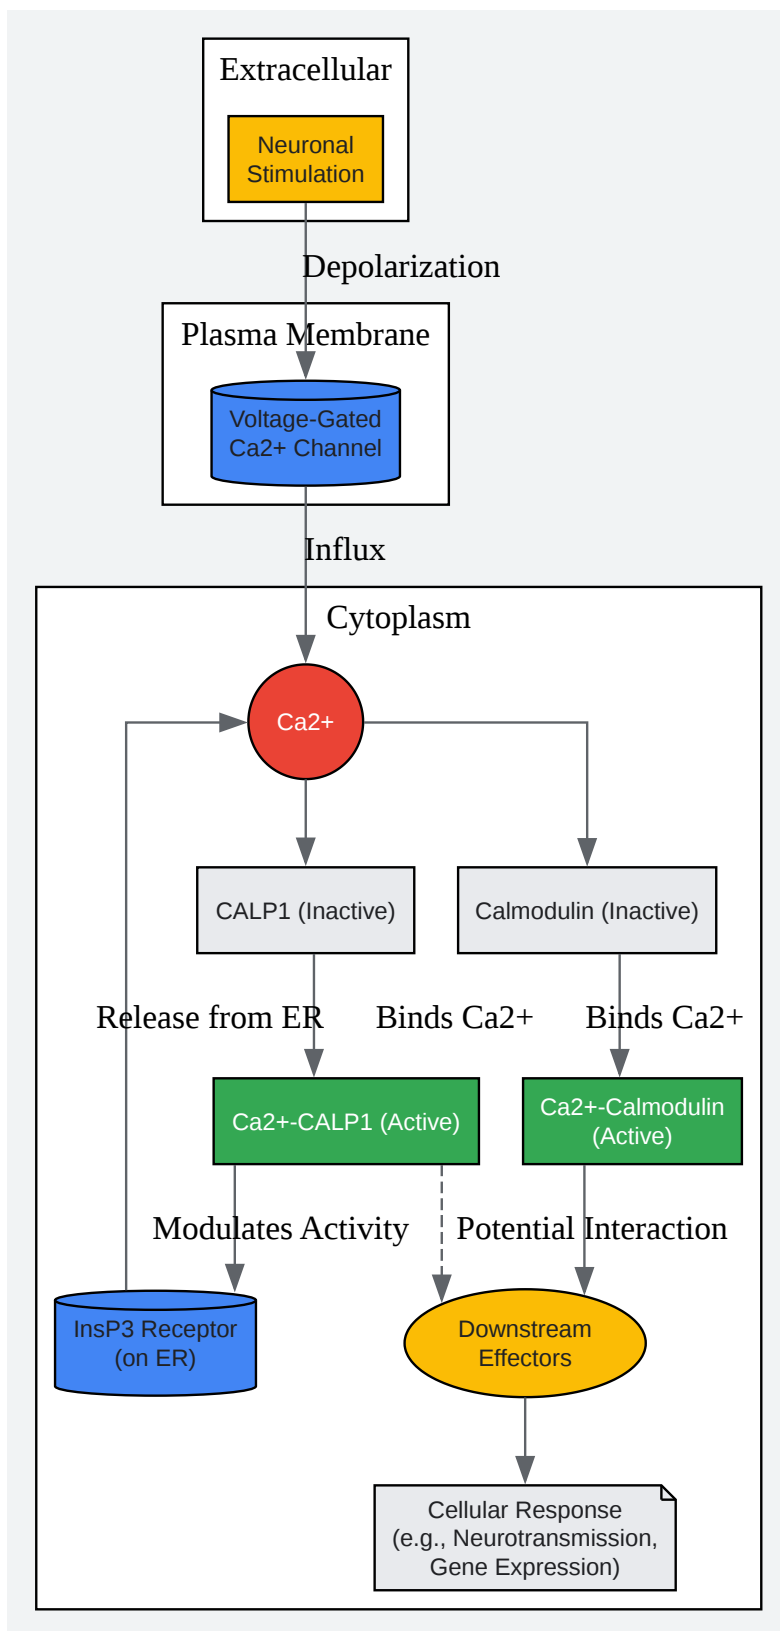 Extracellular
Neuronal
Stimulation
Depolarization
Plasma Membrane
Voltage-Gated
Ca2+ Channel
Influx
Cytoplasm
Ca2+
CALP1 (Inactive)
Calmodulin (Inactive)
Release from ER
Binds Ca2+
Binds Ca2+
Ca2+-CALP1 (Active)
Ca2+-Calmodulin
(Active)
Modulates Activity
Potential Interaction
InsP3 Receptor
(on ER)
Downstream
Effectors
Cellular Response
(e.g., Neurotransmission,
Gene Expression)